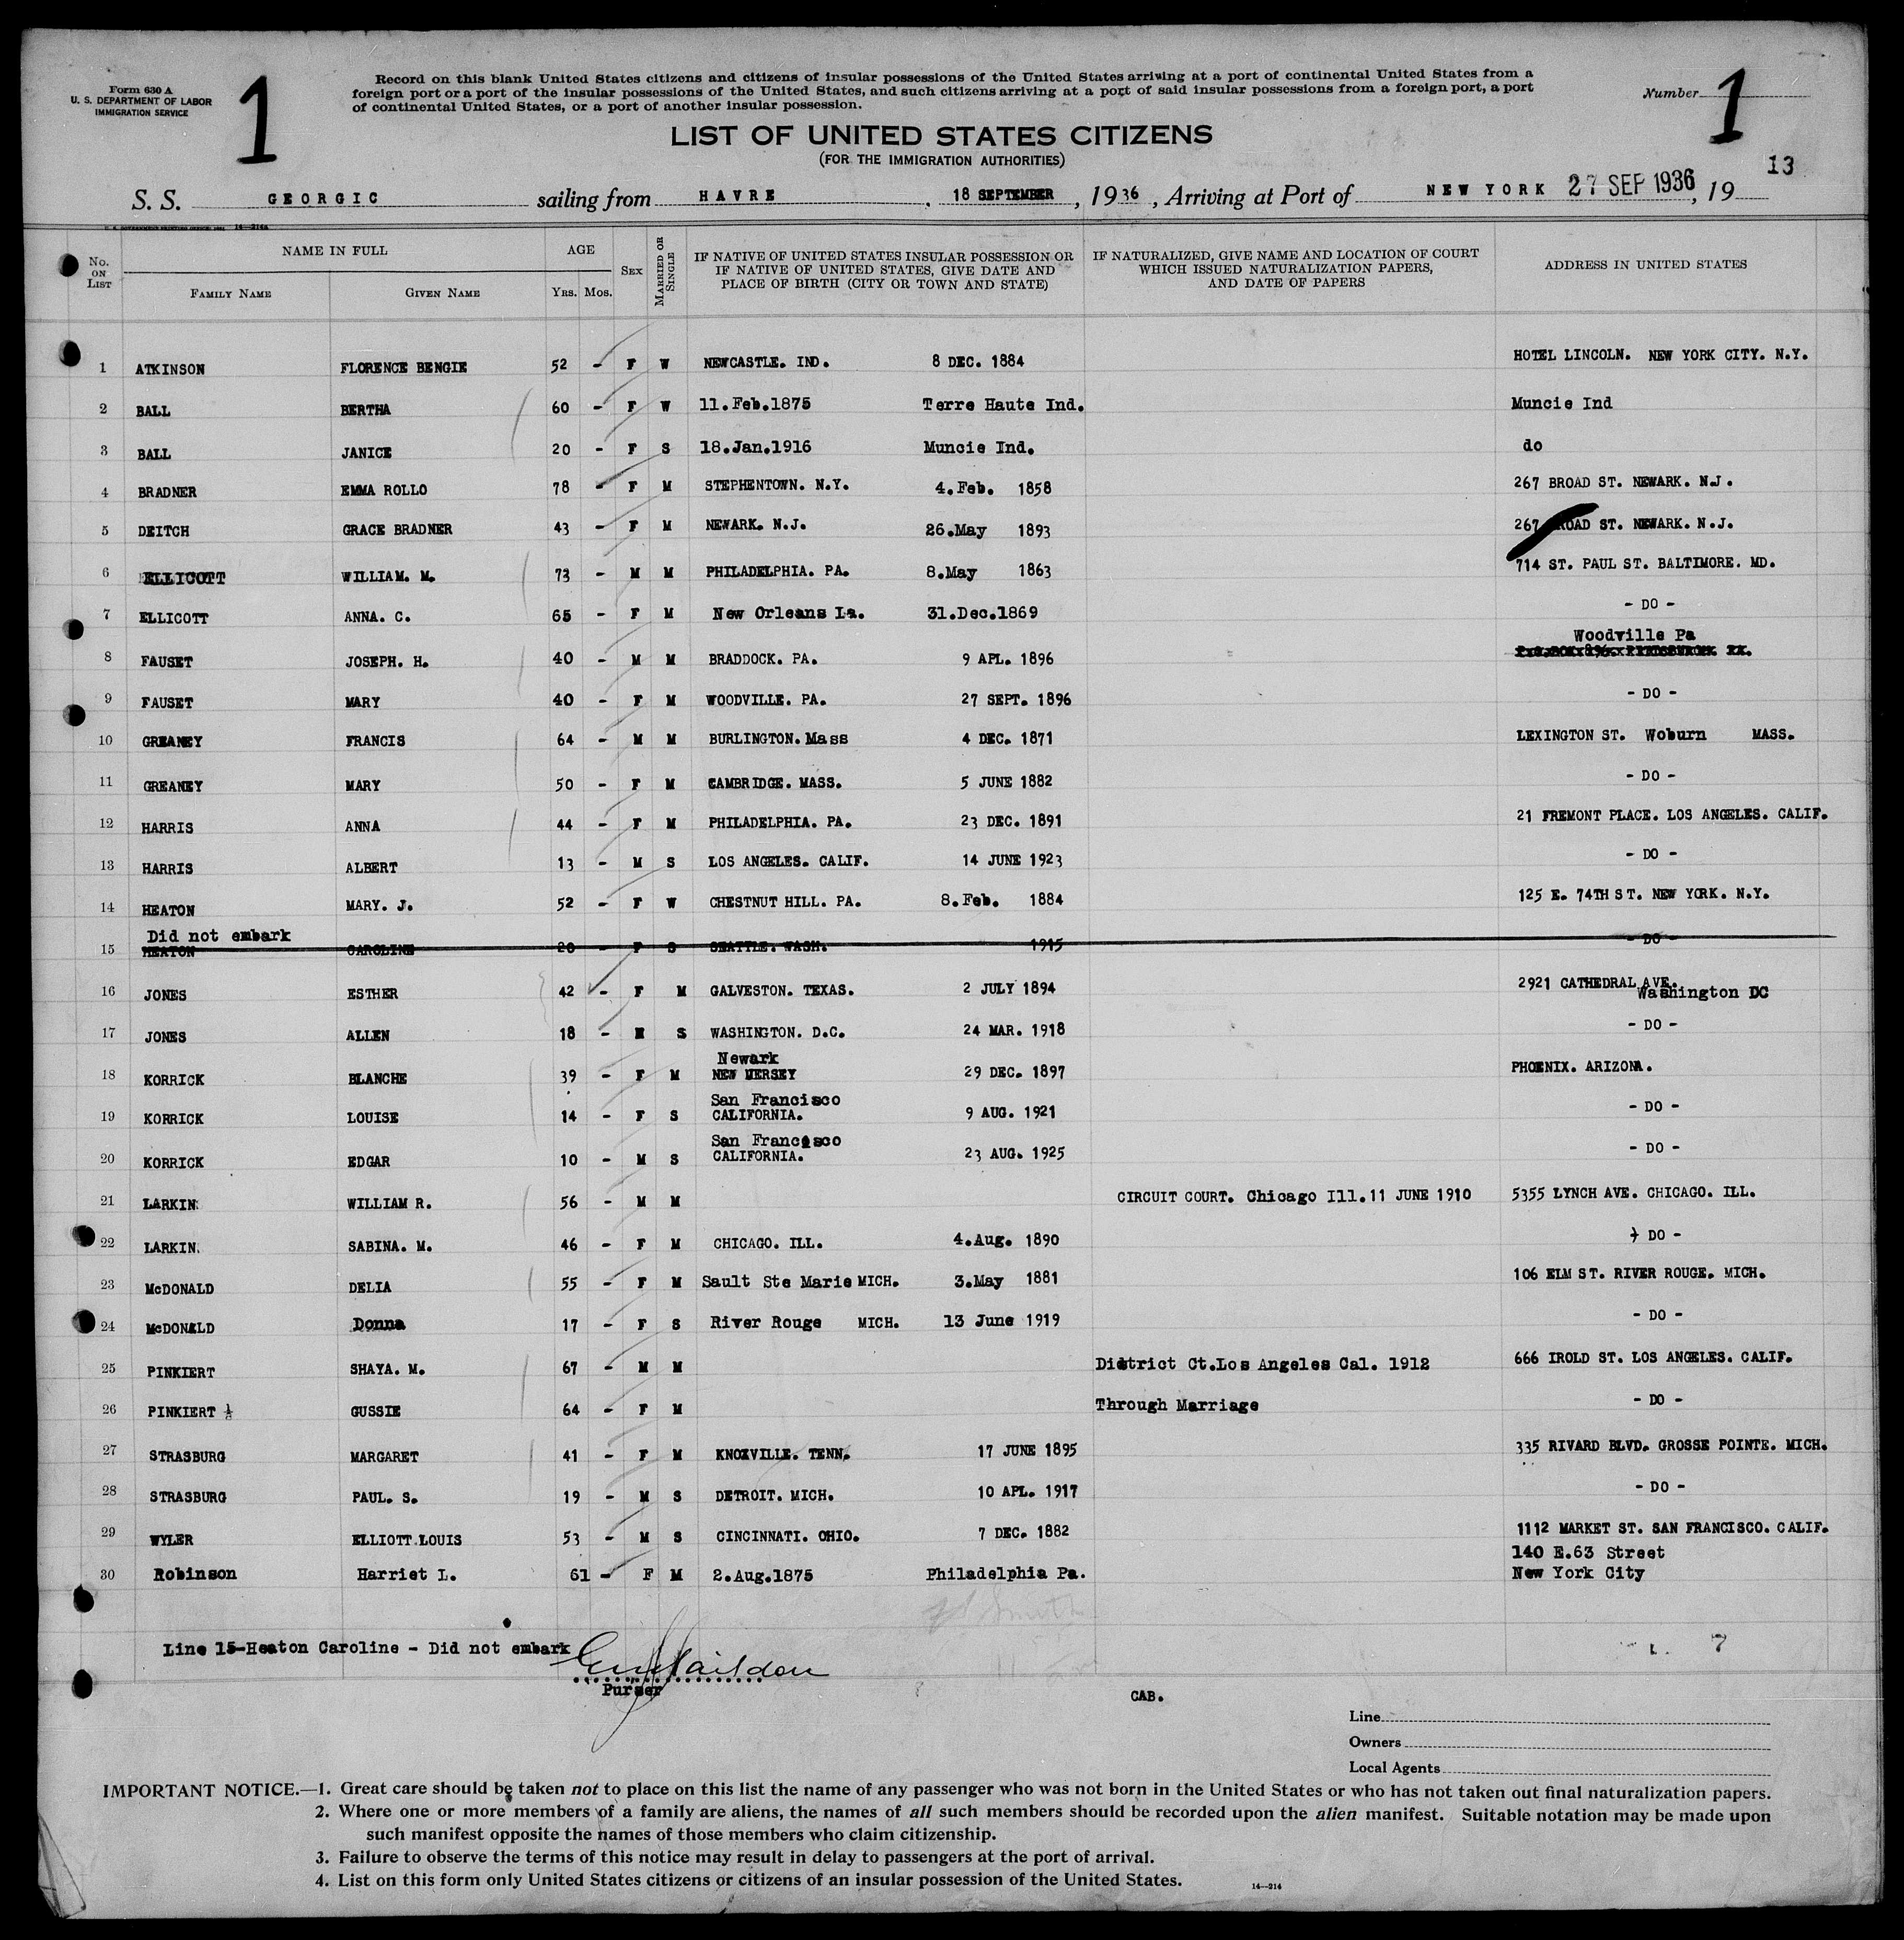 Form 630 A
U. S. DEPARTMENT OF LABOR
IMMIGRATION SERVICE
1
Record on this blank United States citizens and citizens of insular possessions of the United States arriving at a port of continental United States from a
foreign port or a port of the insular possessions of the United States, and such citizens arriving at a port of said insular possessions from a foreign port, a port
of continental United States, or a port of another insular possession.
Number 1
LIST OF UNITED STATES CITIZENS
(FOR THE IMMIGRATION AUTHORITIES)
13
S. S. GEORGIC sailing from HAVRE, 18 SEPTEMBER, 1936, Arriving at Port of NEW YORK 27 SEP 1936, 19
No. ON LIST NAME IN FULL FAMILY NAME GIVEN NAME AGE YRS. MOS. SEX MARRIED OR SINGLE IF NATIVE OF UNITED STATES INSULAR POSSESSION OR IF NATIVE OF UNITED STATES, GIVE DATE AND PLACE OF BIRTH (CITY OR TOWN AND STATE) IF NATURALIZED, GIVE NAME AND LOCATION OF COURT WHICH ISSUED NATURALIZATION PAPERS, AND DATE OF PAPERS ADDRESS IN UNITED STATES
1 ATKINSON FLORENCE BENGIE 52 - F W NEWCASTLE. IND. 8 DEC. 1884 HOTEL LINCOLN. NEW YORK CITY. N.Y.
2 BALL BERTHA 60 - F W 11.Feb.1875 Terre Haute Ind. Muncie Ind
3 BALL JANICE 20 - F S 18.Jan.1916 Muncie Ind. do
4 BRADNER EMMA ROLLO 78 - F M STEPHENTOWN. N.Y. 4.Feb. 1858 267 BROAD ST. NEWARK. N.J.
5 DEITCH GRACE BRADNER 43 - F M NEWARK. N.J. 26.May 1893 267 BROAD ST. NEWARK. N.J.
6 ELLICOTT WILLIAM. M. 73 - M M PHILADELPHIA. PA. 8.May 1863 714 ST. PAUL ST. BALTIMORE. MD.
7 ELLICOTT ANNA. C. 65 - F M New Orleans La. 31.Dec.1869 - DO -
8 FAUSET JOSEPH. H. 40 - M M BRADDOCK. PA. 9 APL. 1896 Woodville Pa
9 FAUSET MARY 40 - F M WOODVILLE. PA. 27 SEPT. 1896 - DO -
10 GREANEY FRANCIS 64 - M M BURLINGTON. Mass 4 DEC. 1871 LEXINGTON ST. Woburn MASS.
11 GREANEY MARY 50 - F M CAMBRIDGE. MASS. 5 JUNE 1882 - DO -
12 HARRIS ANNA 44 - F M PHILADELPHIA. PA. 23 DEC. 1891 21 FREMONT PLACE. LOS ANGELES. CALIF.
13 HARRIS ALBERT 13 - M S LOS ANGELES. CALIF. 14 JUNE 1923 - DO -
14 HEATON MARY. J. 52 - F W CHESTNUT HILL. PA. 8.Feb. 1884 125 E. 74TH ST. NEW YORK. N.Y.
Did not embark
15 HEATON CAROLINE 20 - F S SEATTLE. WASH. 1915 - DO -
16 JONES ESTHER 42 - F M GALVESTON. TEXAS. 2 JULY 1894 2921 CATHEDRAL AVE.
Washington DC
17 JONES ALLEN 18 - M S WASHINGTON. D.C. 24 MAR. 1918 - DO -
Newark
18 KORRICK BLANCHE 39 - F M NEW JERSEY 29 DEC. 1897 PHOENIX. ARIZONA.
San Francisco
19 KORRICK LOUISE 14 - F S CALIFORNIA. 9 AUG. 1921 - DO -
San Francisco
20 KORRICK EDGAR 10 - M S CALIFORNIA. 23 AUG. 1925 - DO -
21 LARKIN WILLIAM R. 56 - M M CIRCUIT COURT. Chicago Ill. 11 JUNE 1910 5355 LYNCH AVE. CHICAGO. ILL.
22 LARKIN. SABINA. M. 46 - F M CHICAGO. ILL. 4.Aug. 1890 - DO -
23 McDONALD DELIA 55 - F M Sault Ste Marie MICH. 3.May 1881 106 ELM ST. RIVER ROUGE. MICH.
24 McDONALD Donna 17 - F S River Rouge MICH. 13 June 1919 - DO -
25 PINKIERT SHAYA. M. 67 - M M District Ct.Los Angeles Cal. 1912 666 IROLD ST. LOS ANGELES. CALIF.
26 PINKIERT GUSSIE 64 - F M Through Marriage - DO -
27 STRASBURG MARGARET 41 - F M KNOXVILLE. TENN. 17 JUNE 1895 335 RIVARD BLVD. GROSSE POINTE. MICH.
28 STRASBURG PAUL. S. 19 - M S DETROIT. MICH. 10 APL. 1917 - DO -
29 WYLER ELLIOTT.LOUIS 53 - M S CINCINNATI. OHIO. 7 DEC. 1882 1112 MARKET ST. SAN FRANCISCO. CALIF.
140 E.63 Street
30 Robinson Harriet L. 61 - F M 2.Aug.1875 Philadelphia Pa. New York City
Line 15-Heaton Caroline - Did not embark
7
Purser
CAB.
Line
Owners
Local Agents
IMPORTANT NOTICE.—1. Great care should be taken not to place on this list the name of any passenger who was not born in the United States or who has not taken out final naturalization papers.
2. Where one or more members of a family are aliens, the names of all such members should be recorded upon the alien manifest. Suitable notation may be made upon
such manifest opposite the names of those members who claim citizenship.
3. Failure to observe the terms of this notice may result in delay to passengers at the port of arrival.
4. List on this form only United States citizens or citizens of an insular possession of the United States.
14—214